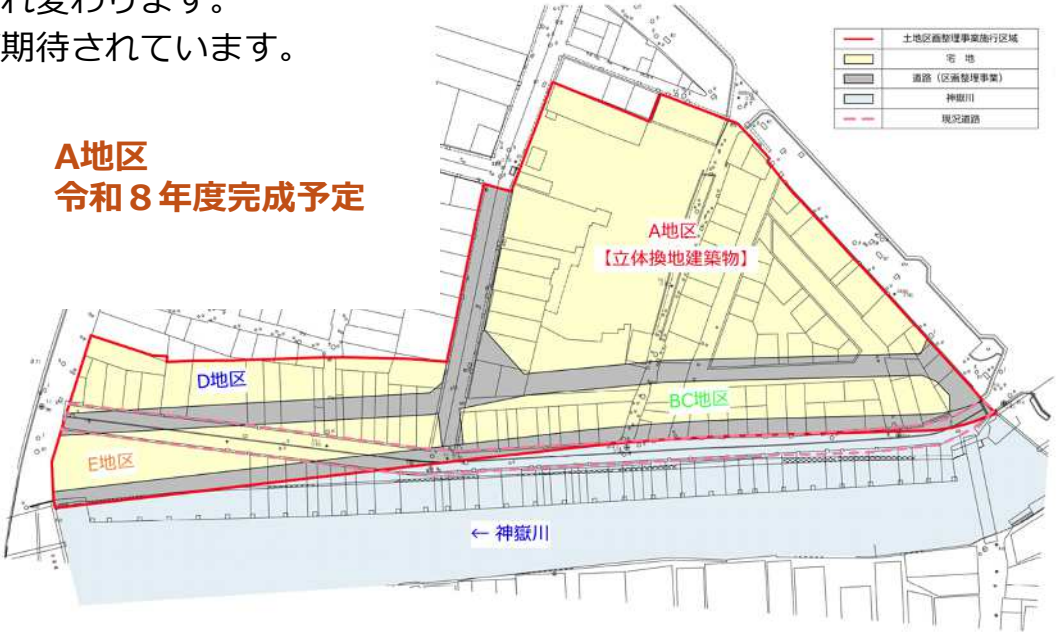 れ変わります。
期待されています。
A地区
令和８年度完成予定
土地区画整理事業施行区域
宅　地
道路（区画整理事業）
神嶽川
現況道路
A地区
【立体換地建築物】
D地区
BC地区
E地区
← 神嶽川